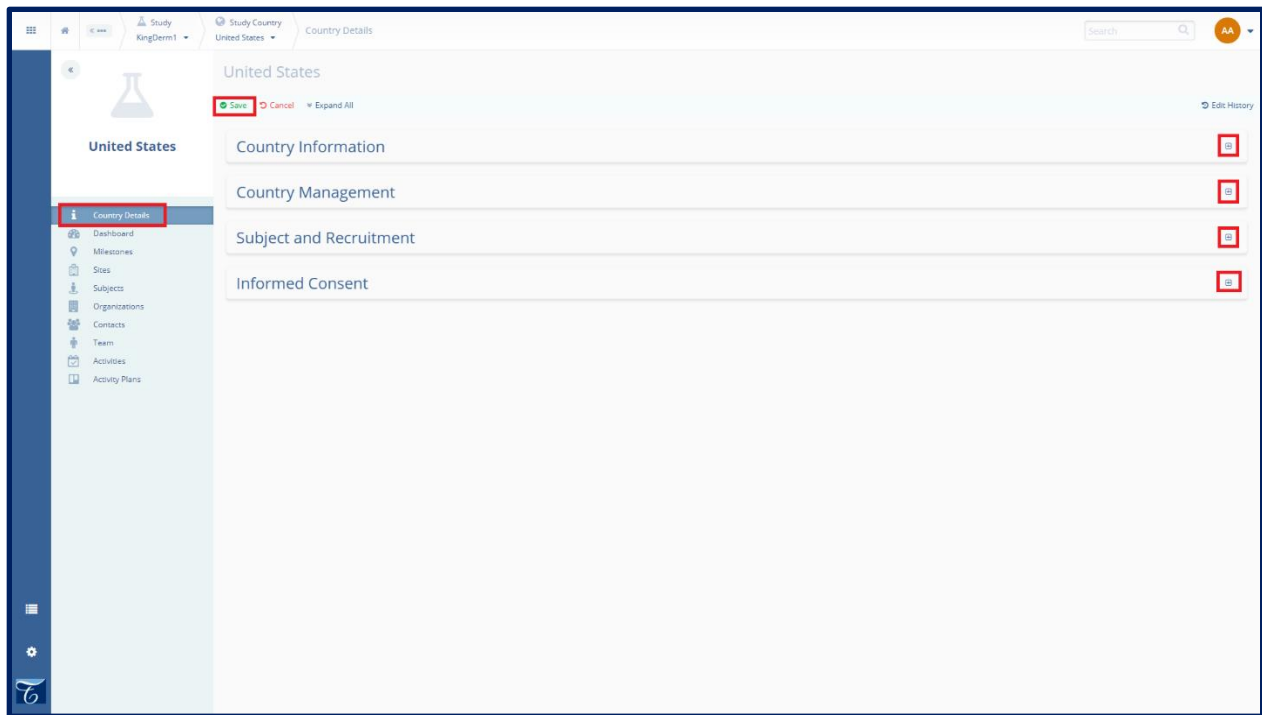 Study
KingDerm1
Study Country
United States
Country Details
Search
AA
United States
Save
Cancel
Expand All
Edit History
United States
Country Information
Country Management
Subject and Recruitment
Informed Consent
Country Details
Dashboard
Milestones
Sites
Subjects
Organizations
Contacts
Team
Activities
Activity Plans